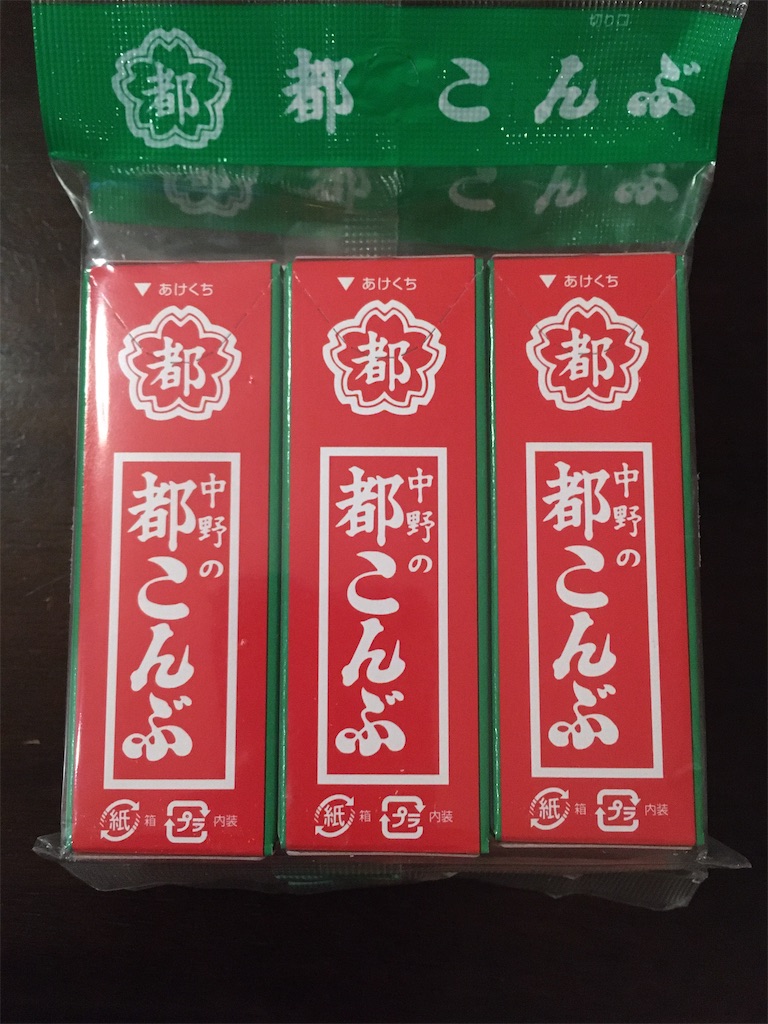 切り口
都 都 こ ん ぶ
都 都 こ ん ぶ
▼ あけくち
都
中野の
都こんぶ
紙 箱 プラ 内装
▼ あけくち
都
中野の
都こんぶ
紙 箱 プラ 内装
▼ あけくち
都
中野の
都こんぶ
紙 箱 プラ 内装